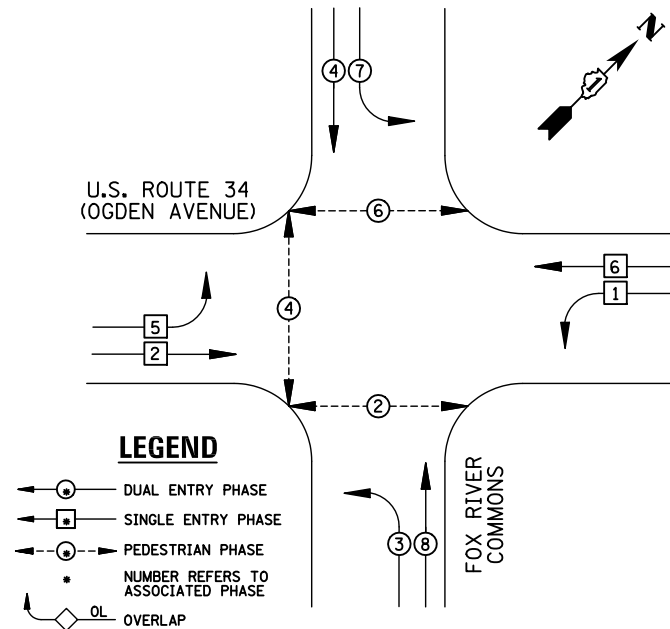 4 7
N
1
U.S. ROUTE 34
(OGDEN AVENUE)
6
6
1
4
5
2
2
LEGEND
* DUAL ENTRY PHASE
* SINGLE ENTRY PHASE
* PEDESTRIAN PHASE
* NUMBER REFERS TO
ASSOCIATED PHASE
OL OVERLAP
3 8
FOX RIVER
COMMONS